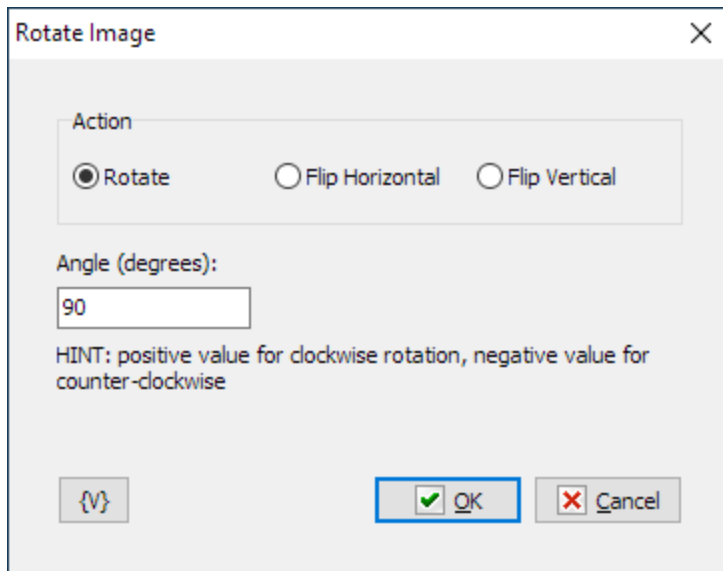 Rotate Image
Action
Rotate Flip Horizontal Flip Vertical
Angle (degrees):
90
HINT: positive value for clockwise rotation, negative value for
counter-clockwise
{V} OK Cancel